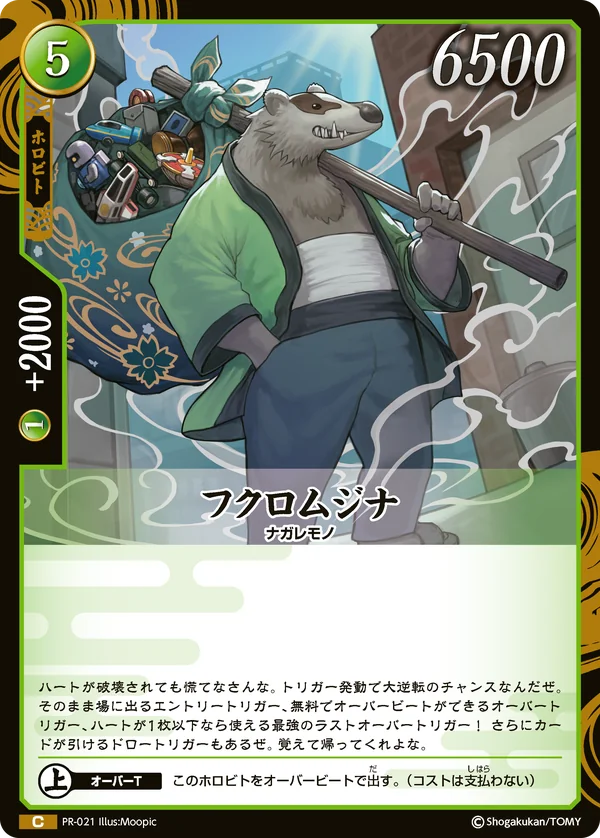 5
6500
ホロビト
+2000
1
フクロムジナ
ナガレモノ
ハートが破壊されても慌てなさんな。トリガー発動で大逆転のチャンスなんだぜ。
そのまま場に出るエントリートリガー、無料でオーバービートができるオーバート
リガー、ハートが1枚以下なら使える最強のラストオーバートリガー! さらにカー
ドが引けるドロートリガーもあるぜ。覚えて帰ってくれよな。
上 オーバーT このホロビトをオーバービートで出だす。(コストは支払しはらわない)
C PR-021 Illus:Moopic ©Shogakukan/TOMY